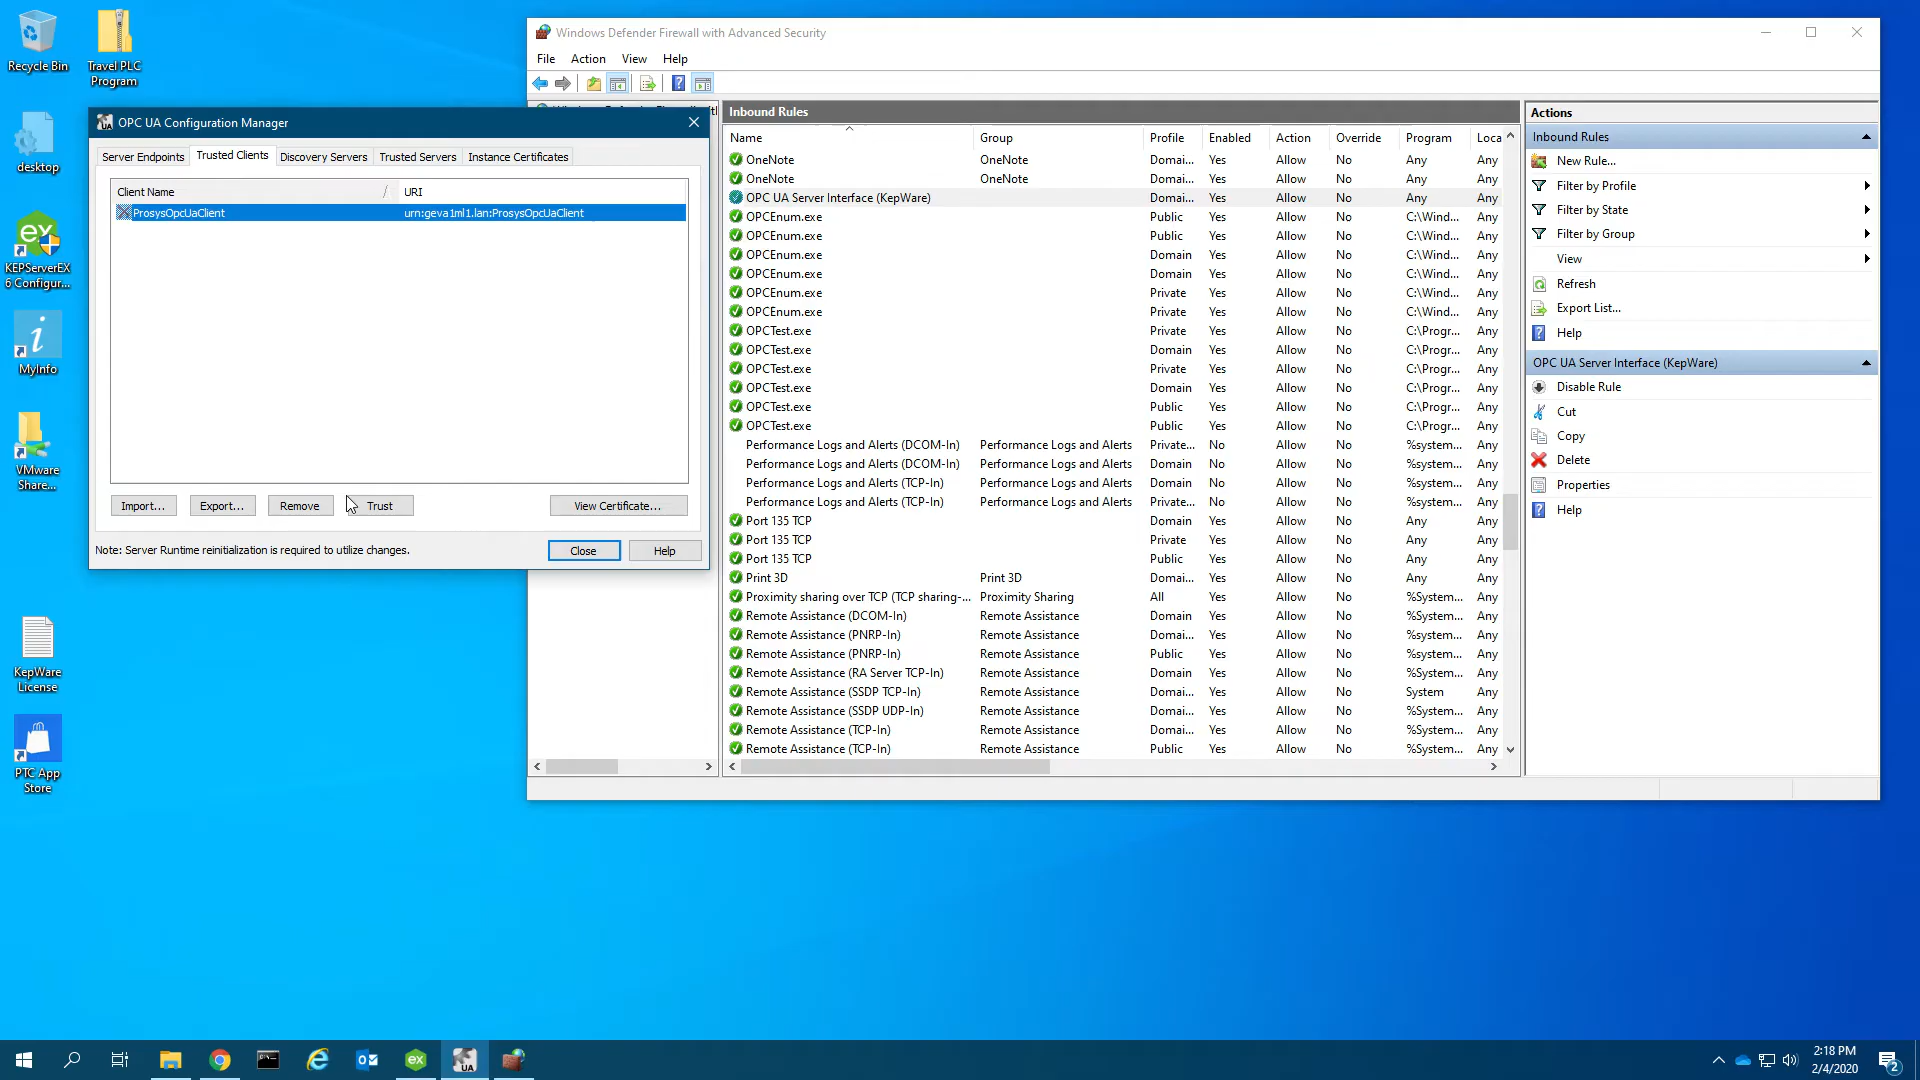 Recycle Bin
Travel PLC
Program
desktop
KEPServerEX
6 Configur...
MyInfo
VMware
Share...
KepWare
License
PTC App
Store
OPC UA Configuration Manager
Server Endpoints
Trusted Clients
Discovery Servers
Trusted Servers
Instance Certificates
Client Name
URI
ProsysOpcUaClient urn:geva1ml1.lan:ProsysOpcUaClient
Import...
Export...
Remove
Trust
View Certificate...
Note: Server Runtime reinitialization is required to utilize changes.
Close
Help
Windows Defender Firewall with Advanced Security
File Action View Help
Inbound Rules
Name Group Profile Enabled Action Override Program Loca
OneNote OneNote Domai... Yes Allow No Any Any
OneNote OneNote Domai... Yes Allow No Any Any
OPC UA Server Interface (KepWare) Domai... Yes Allow No Any Any
OPCEnum.exe Public Yes Allow No C:\Wind... Any
OPCEnum.exe Public Yes Allow No C:\Wind... Any
OPCEnum.exe Domain Yes Allow No C:\Wind... Any
OPCEnum.exe Domain Yes Allow No C:\Wind... Any
OPCEnum.exe Private Yes Allow No C:\Wind... Any
OPCEnum.exe Private Yes Allow No C:\Wind... Any
OPCTest.exe Private Yes Allow No C:\Progr... Any
OPCTest.exe Domain Yes Allow No C:\Progr... Any
OPCTest.exe Private Yes Allow No C:\Progr... Any
OPCTest.exe Domain Yes Allow No C:\Progr... Any
OPCTest.exe Public Yes Allow No C:\Progr... Any
OPCTest.exe Public Yes Allow No C:\Progr... Any
Performance Logs and Alerts (DCOM-In) Performance Logs and Alerts Private... No Allow No %system... Any
Performance Logs and Alerts (DCOM-In) Performance Logs and Alerts Domain No Allow No %system... Any
Performance Logs and Alerts (TCP-In) Performance Logs and Alerts Domain No Allow No %system... Any
Performance Logs and Alerts (TCP-In) Performance Logs and Alerts Private... No Allow No %system... Any
Port 135 TCP Domain Yes Allow No Any Any
Port 135 TCP Private Yes Allow No Any Any
Port 135 TCP Public Yes Allow No Any Any
Print 3D Print 3D Domai... Yes Allow No Any Any
Proximity sharing over TCP (TCP sharing-... Proximity Sharing All Yes Allow No %System... Any
Remote Assistance (DCOM-In) Remote Assistance Domain Yes Allow No %System... Any
Remote Assistance (PNRP-In) Remote Assistance Domai... Yes Allow No %system... Any
Remote Assistance (PNRP-In) Remote Assistance Public Yes Allow No %system... Any
Remote Assistance (RA Server TCP-In) Remote Assistance Domain Yes Allow No %System... Any
Remote Assistance (SSDP TCP-In) Remote Assistance Domai... Yes Allow No System Any
Remote Assistance (SSDP UDP-In) Remote Assistance Domai... Yes Allow No %System... Any
Remote Assistance (TCP-In) Remote Assistance Domai... Yes Allow No %System... Any
Remote Assistance (TCP-In) Remote Assistance Public Yes Allow No %System... Any
Actions
Inbound Rules
New Rule...
Filter by Profile
Filter by State
Filter by Group
View
Refresh
Export List...
Help
OPC UA Server Interface (KepWare)
Disable Rule
Cut
Copy
Delete
Properties
Help
2:18 PM
2/4/2020
2